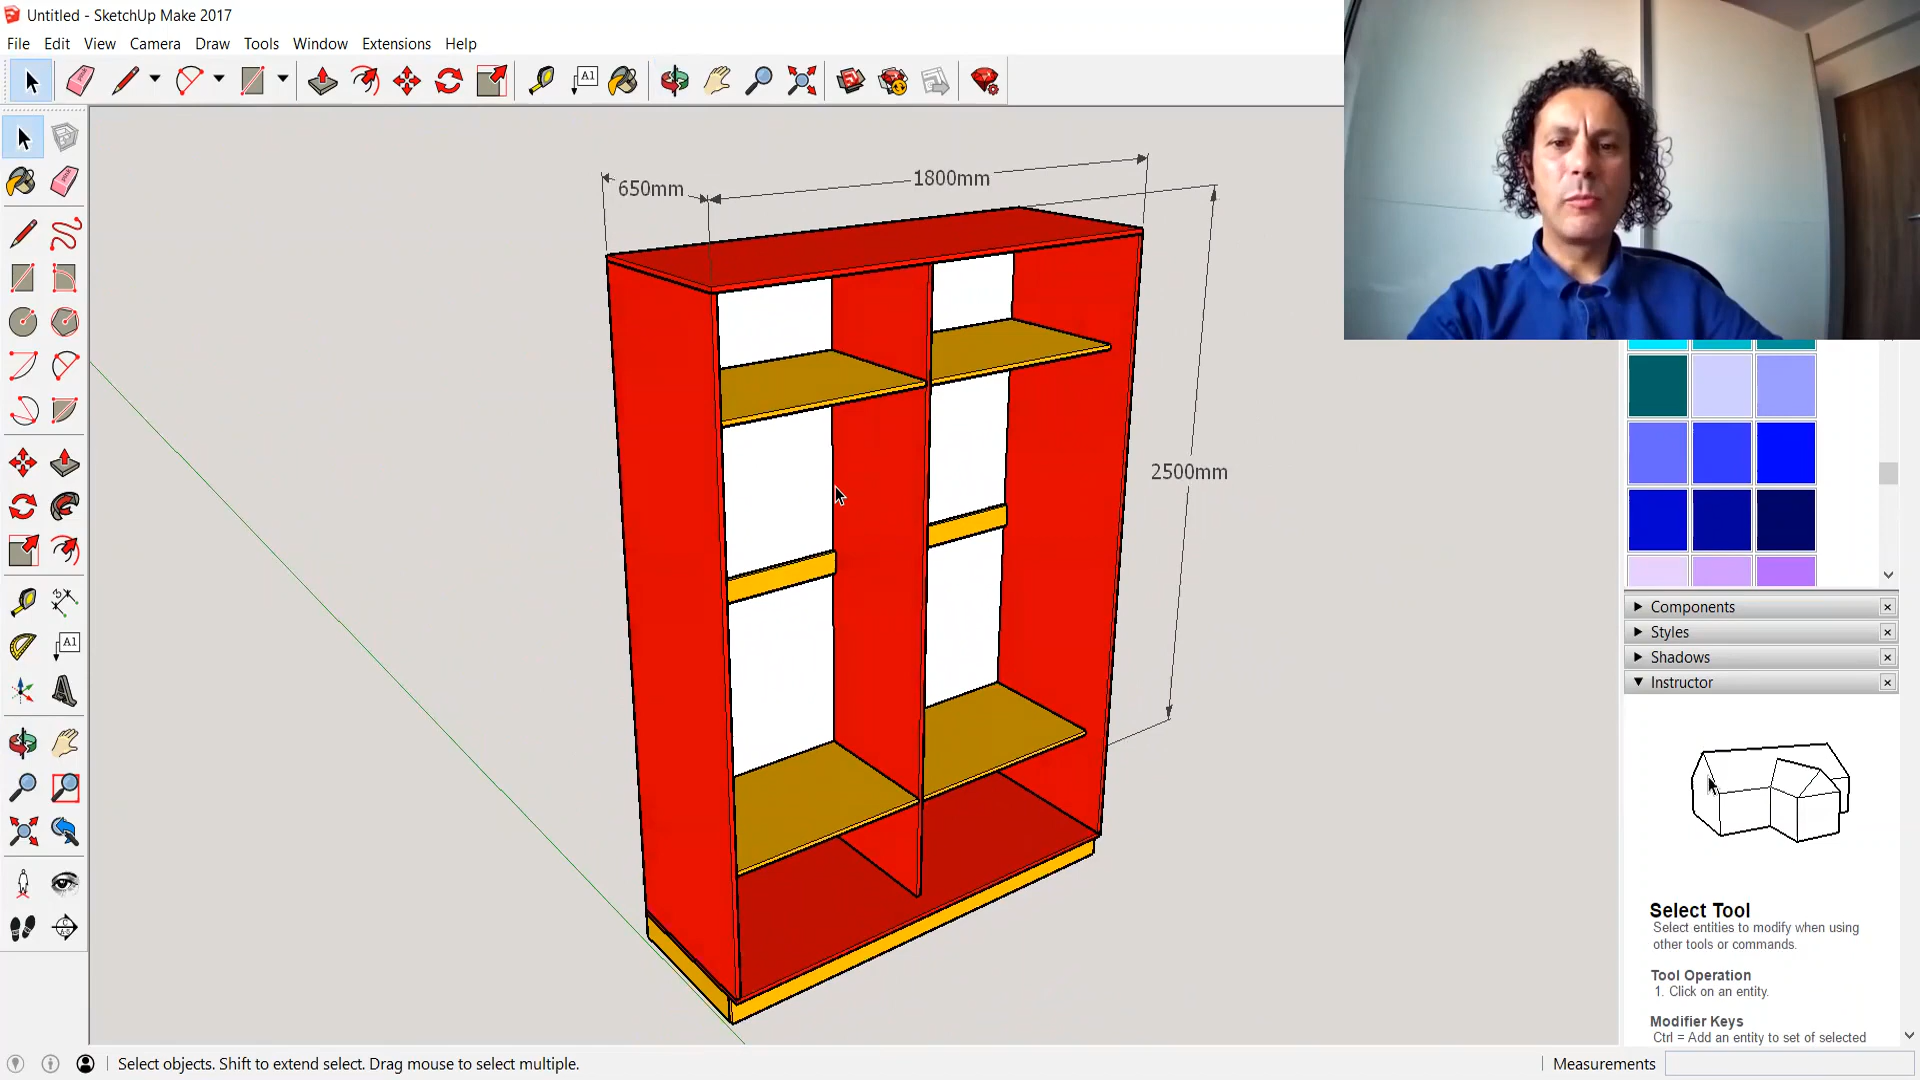 Untitled - SketchUp Make 2017
File Edit View Camera Draw Tools Window Extensions Help
A1
650mm
1800mm
2500mm
A1
Components
Styles
Shadows
Instructor
Select Tool
Select entities to modify when using
other tools or commands.
Tool Operation
1. Click on an entity.
Modifier Keys
Ctrl = Add an entity to set of selected
Select objects. Shift to extend select. Drag mouse to select multiple.
Measurements